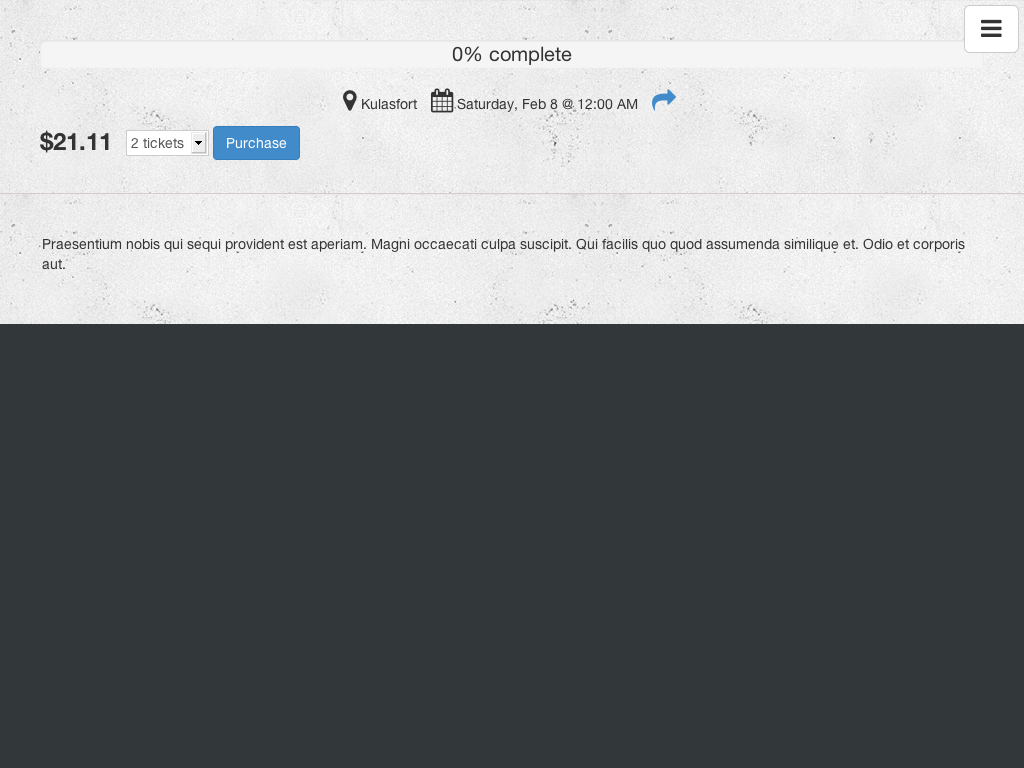 0% complete
Kulasfort Saturday, Feb 8 @ 12:00 AM
$21.11 2 tickets Purchase
Praesentium nobis qui sequi provident est aperiam. Magni occaecati culpa suscipit. Qui facilis quo quod assumenda similique et. Odio et corporis
aut.